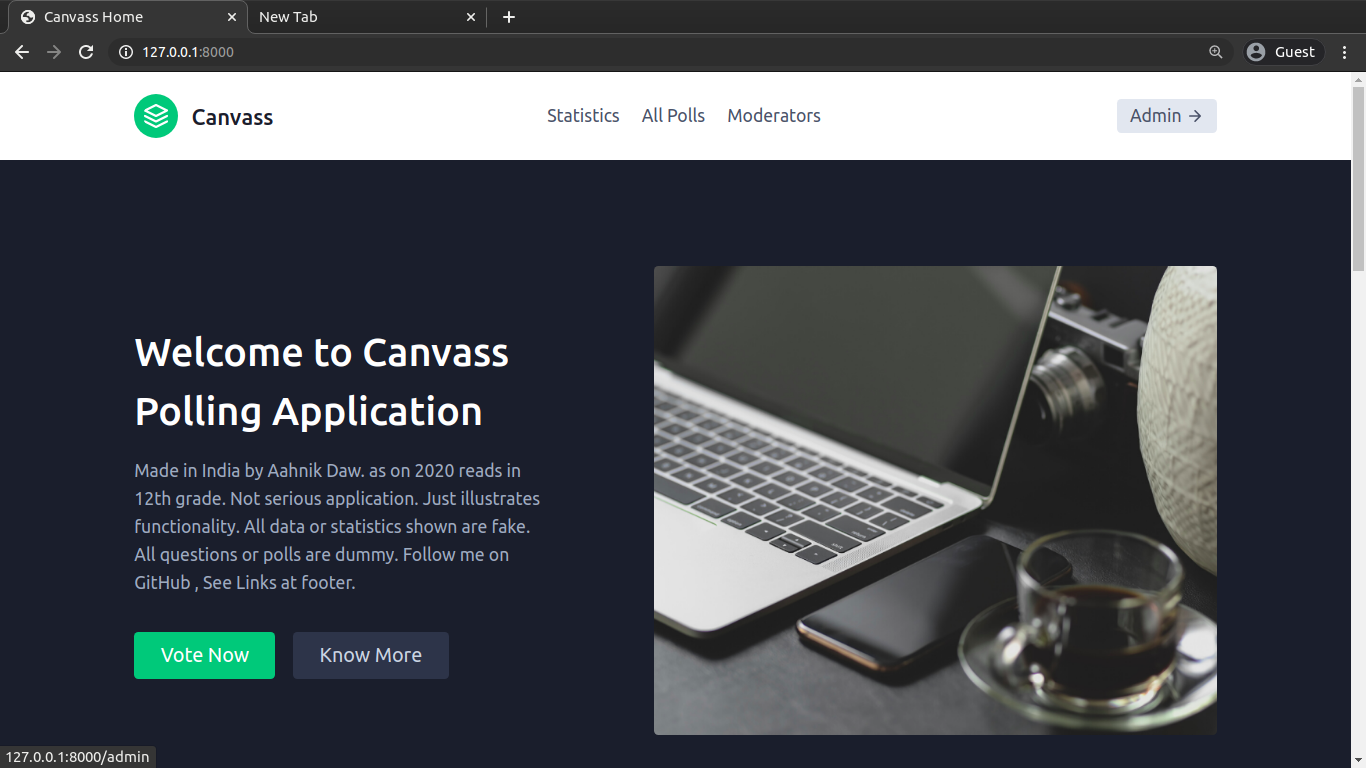 Canvass Home
New Tab
127.0.0.1:8000
Guest
Canvass
Statistics
All Polls
Moderators
Admin →
Welcome to Canvass
Polling Application
Made in India by Aahnik Daw. as on 2020 reads in
12th grade. Not serious application. Just illustrates
functionality. All data or statistics shown are fake.
All questions or polls are dummy. Follow me on
GitHub , See Links at footer.
Vote Now
Know More
127.0.0.1:8000/admin